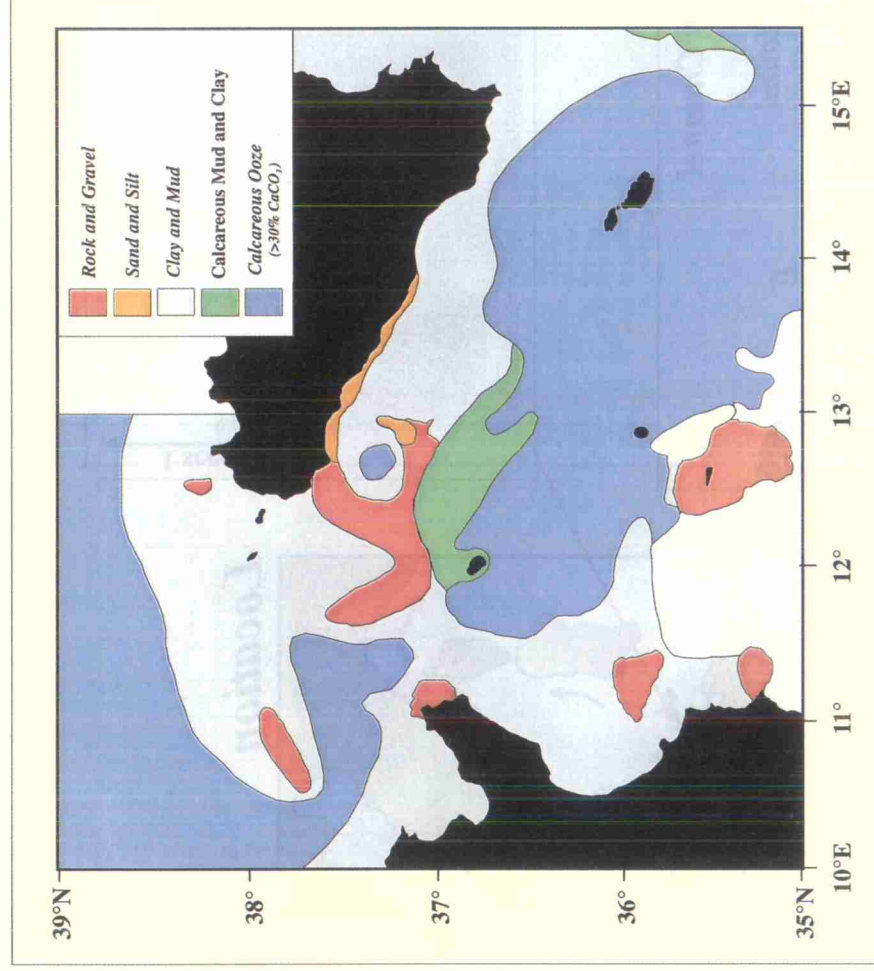 Rock and Gravel
Sand and Silt
Clay and Mud
Calcareous Mud and Clay
Calcareous Ooze
(>30% CaCO₃)
39°N
38°
37°
36°
35°N
10°E
11°
12°
13°
14°
15°E